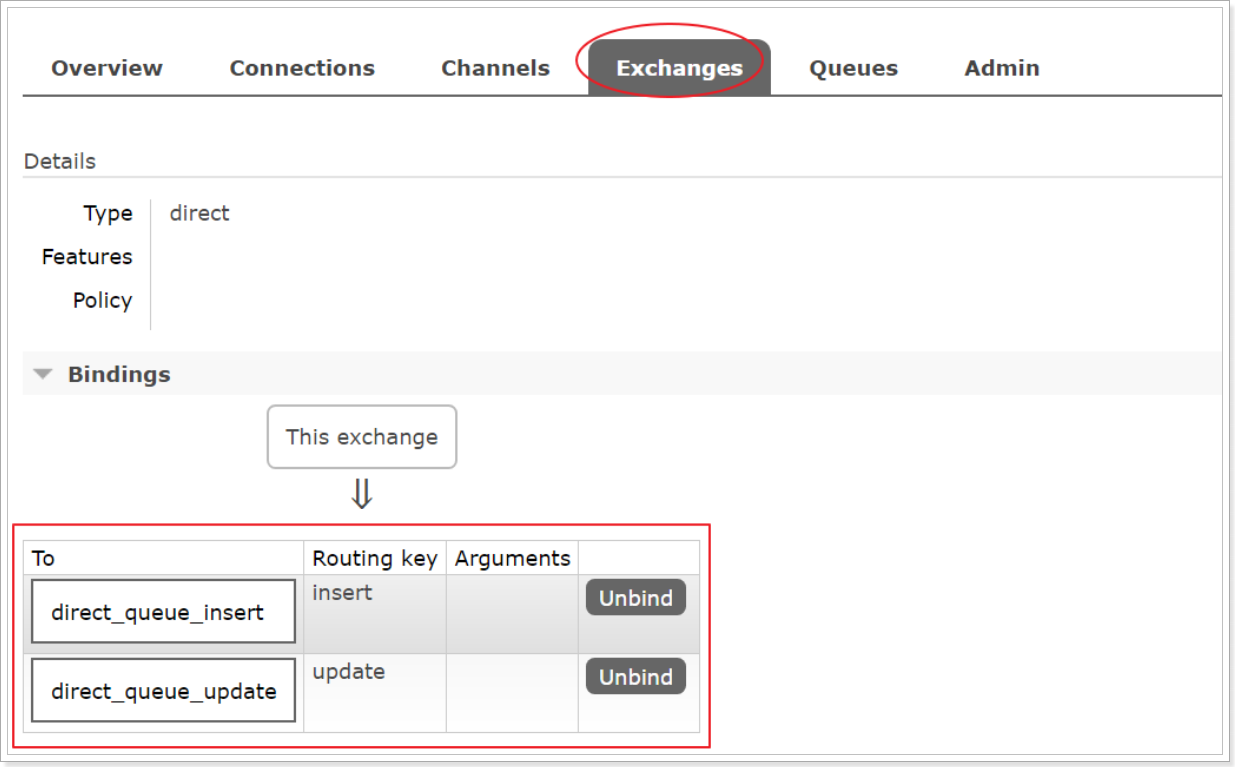 Overview Connections Channels Exchanges Queues Admin
Details
Type direct
Features
Policy
Bindings
This exchange
⇓
To Routing key Arguments
direct_queue_insert insert Unbind
direct_queue_update update Unbind